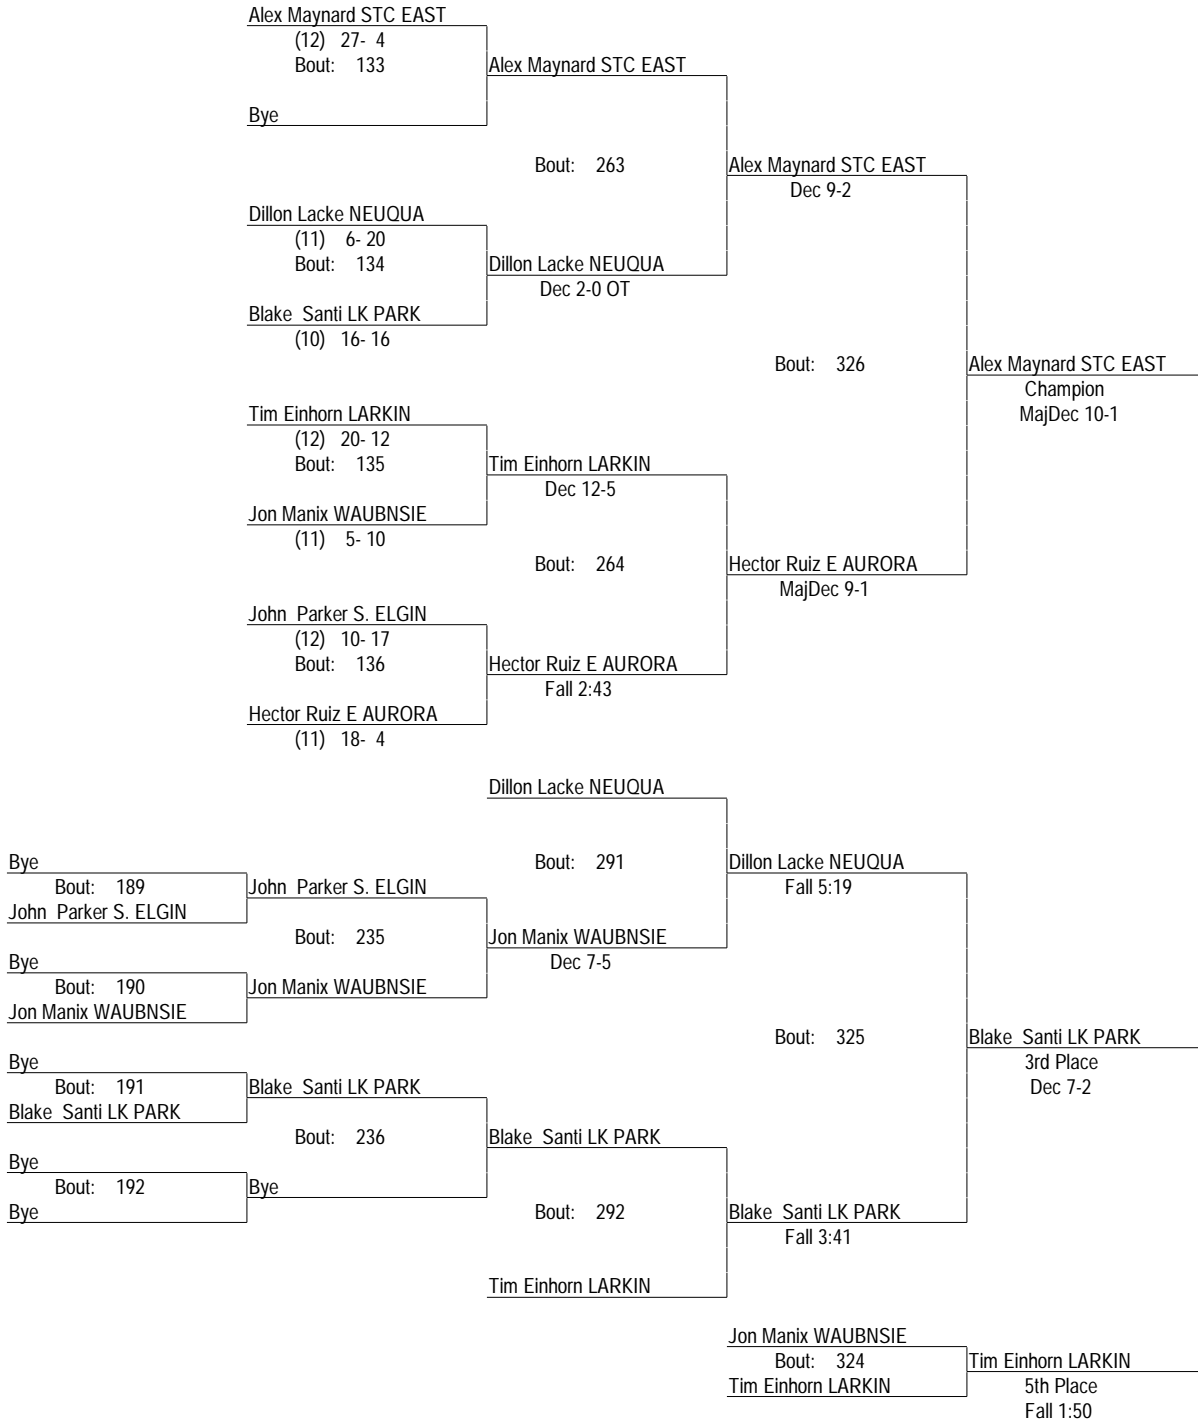 Alex Maynard STC EAST
(12) 27- 4
Bout: 133
Alex Maynard STC EAST
Bye
Bout: 263
Alex Maynard STC EAST
Dec 9-2
Dillon Lacke NEUQUA
(11) 6- 20
Bout: 134
Dillon Lacke NEUQUA
Dec 2-0 OT
Blake Santi LK PARK
(10) 16- 16
Bout: 326
Alex Maynard STC EAST
Champion
MajDec 10-1
Tim Einhorn LARKIN
(12) 20- 12
Bout: 135
Tim Einhorn LARKIN
Dec 12-5
Jon Manix WAUBNSIE
(11) 5- 10
Bout: 264
Hector Ruiz E AURORA
MajDec 9-1
John Parker S. ELGIN
(12) 10- 17
Bout: 136
Hector Ruiz E AURORA
Fall 2:43
Hector Ruiz E AURORA
(11) 18- 4
Dillon Lacke NEUQUA
Bout: 291
Dillon Lacke NEUQUA
Fall 5:19
Bye
Bout: 189
John Parker S. ELGIN
John Parker S. ELGIN
Bout: 235
Jon Manix WAUBNSIE
Dec 7-5
Bye
Bout: 190
Jon Manix WAUBNSIE
Jon Manix WAUBNSIE
Bout: 325
Blake Santi LK PARK
3rd Place
Dec 7-2
Bye
Bout: 191
Blake Santi LK PARK
Blake Santi LK PARK
Bout: 236
Blake Santi LK PARK
Bye
Bout: 192
Bye
Bye
Bout: 292
Blake Santi LK PARK
Fall 3:41
Tim Einhorn LARKIN
Jon Manix WAUBNSIE
Bout: 324
Tim Einhorn LARKIN
Tim Einhorn LARKIN
5th Place
Fall 1:50